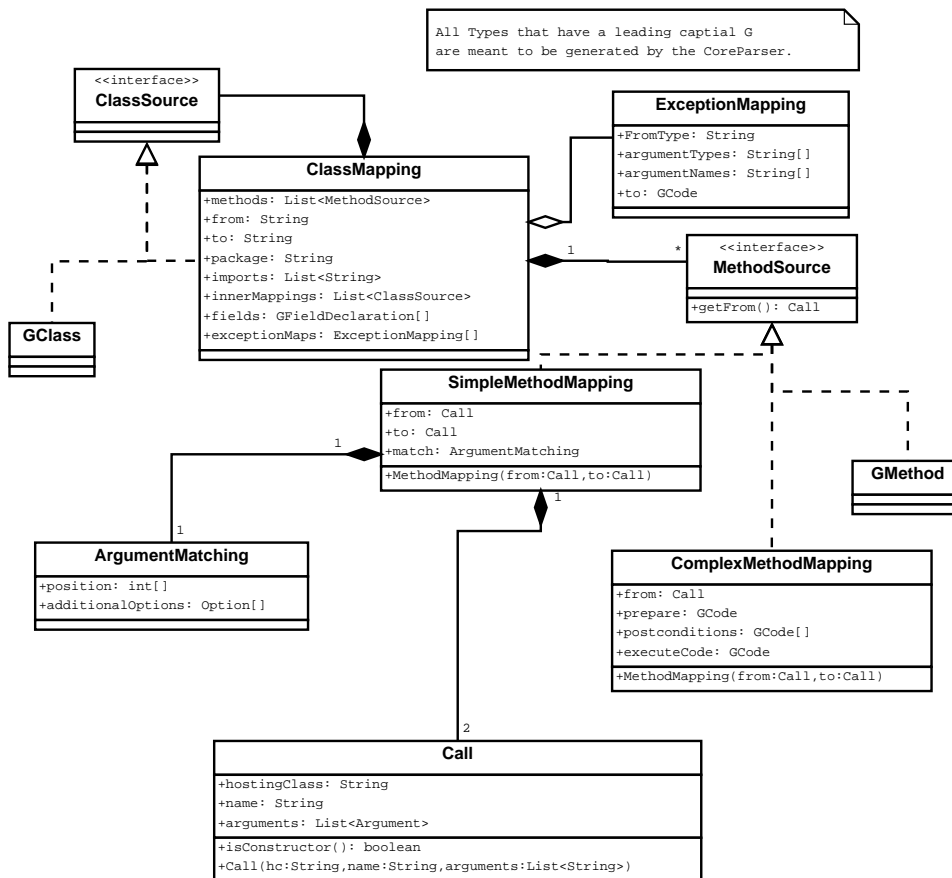 All Types that have a leading captial G
are meant to be generated by the CoreParser.
<<interface>>
ClassSource
ExceptionMapping
+FromType: String
+argumentTypes: String[]
+argumentNames: String[]
+to: GCode
ClassMapping
+methods: List<MethodSource>
+from: String
+to: String
+package: String
+imports: List<String>
+innerMappings: List<ClassSource>
+fields: GFieldDeclaration[]
+exceptionMaps: ExceptionMapping[]
1
*
<<interface>>
MethodSource
+getFrom(): Call
GClass
SimpleMethodMapping
+from: Call
+to: Call
+match: ArgumentMatching
+MethodMapping(from:Call,to:Call)
1
1
1
GMethod
ArgumentMatching
+position: int[]
+additionalOptions: Option[]
ComplexMethodMapping
+from: Call
+prepare: GCode
+postconditions: GCode[]
+executeCode: GCode
+MethodMapping(from:Call,to:Call)
2
Call
+hostingClass: String
+name: String
+arguments: List<Argument>
+isConstructor(): boolean
+Call(hc:String,name:String,arguments:List<String>)